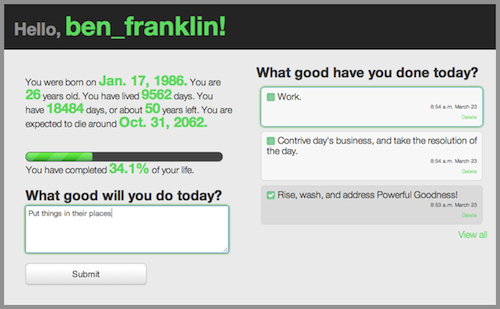 Hello, ben_franklin!
You were born on Jan. 17, 1986. You are
26 years old. You have lived 9562 days. You
have 18484 days, or about 50 years left. You are
expected to die around Oct. 31, 2062.
You have completed 34.1% of your life.
What good will you do today?
Put things in their places
Submit
What good have you done today?
Work.
8:54 a.m. March 23
Delete
Contrive day's business, and take the resolution of
the day.
8:54 a.m. March 23
Delete
Rise, wash, and address Powerful Goodness!
8:53 a.m. March 23
Delete
View all